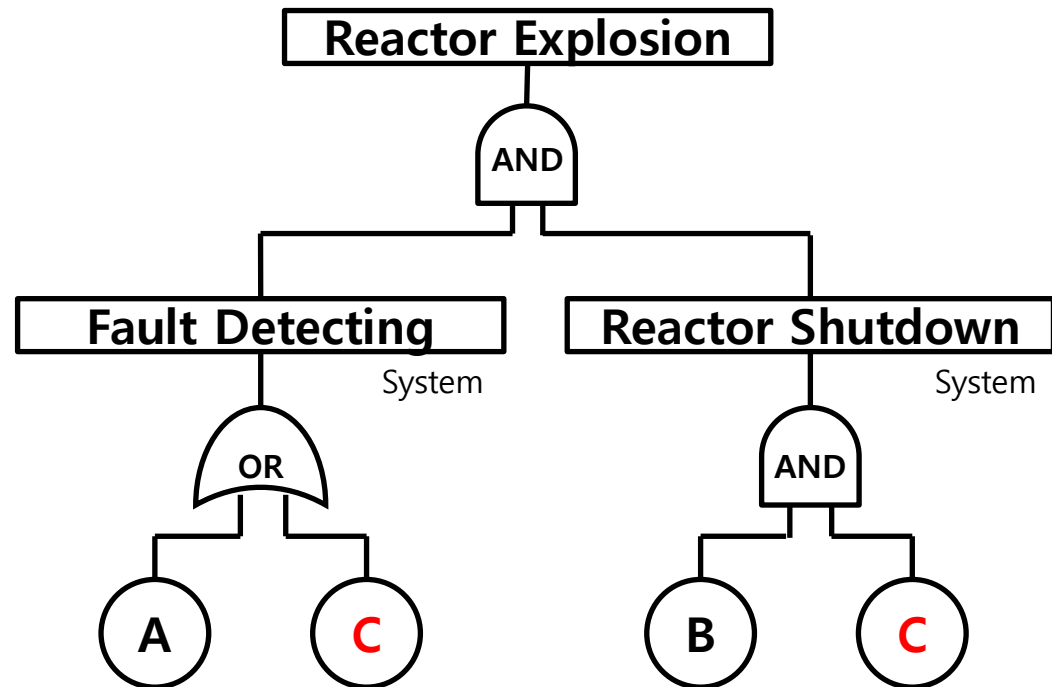 Reactor Explosion
AND
Fault Detecting
System
Reactor Shutdown
System
OR
AND
A
C
B
C